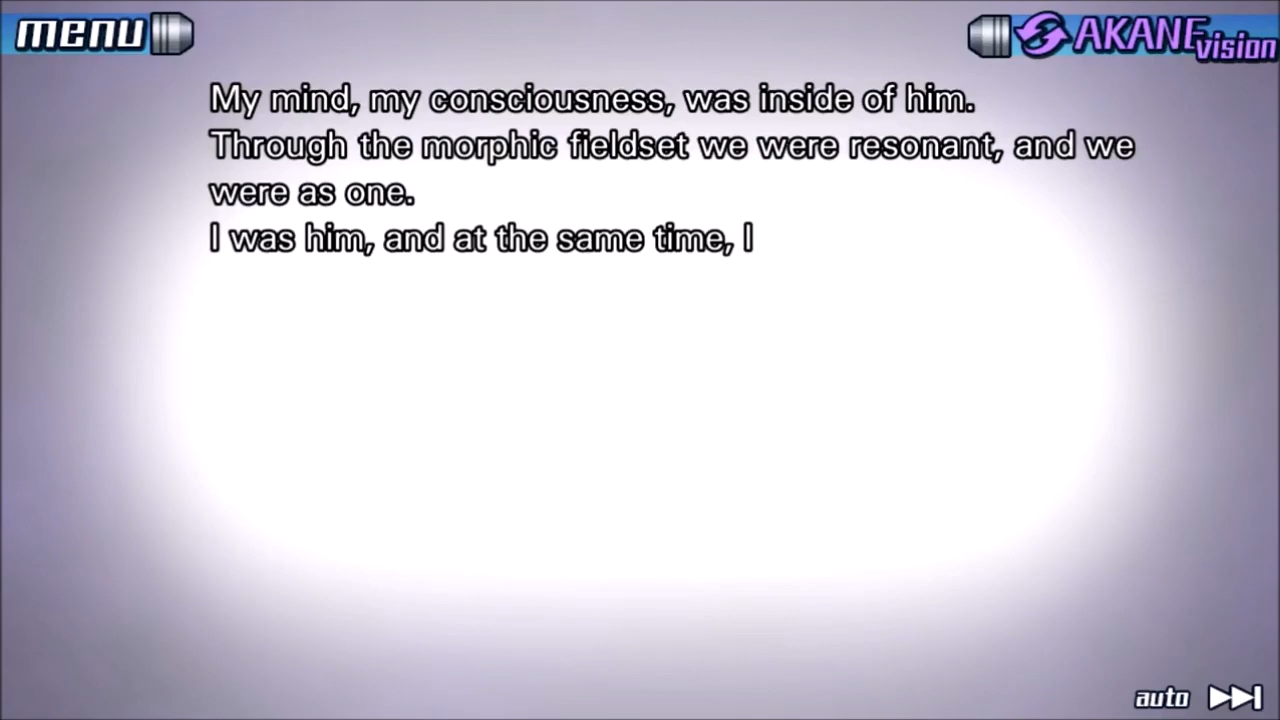 menu
AKANE vision
My mind, my consciousness, was inside of him.
Through the morphic fieldset we were resonant, and we
were as one.
I was him, and at the same time, I
auto